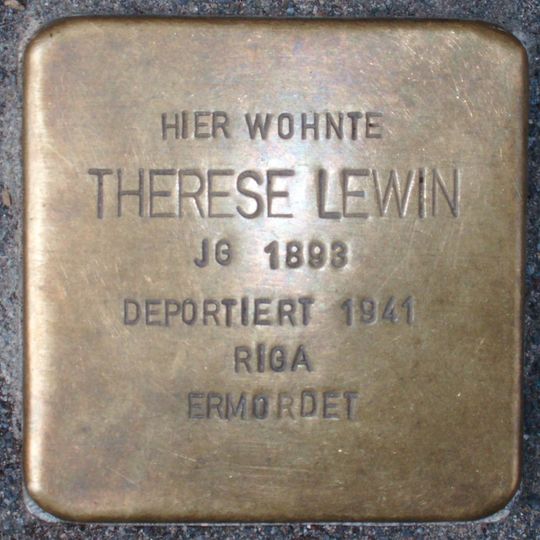 HIER WOHNTE
THERESE LEWIN
JG 1893
DEPORTIERT 1941
RIGA
ERMORDET